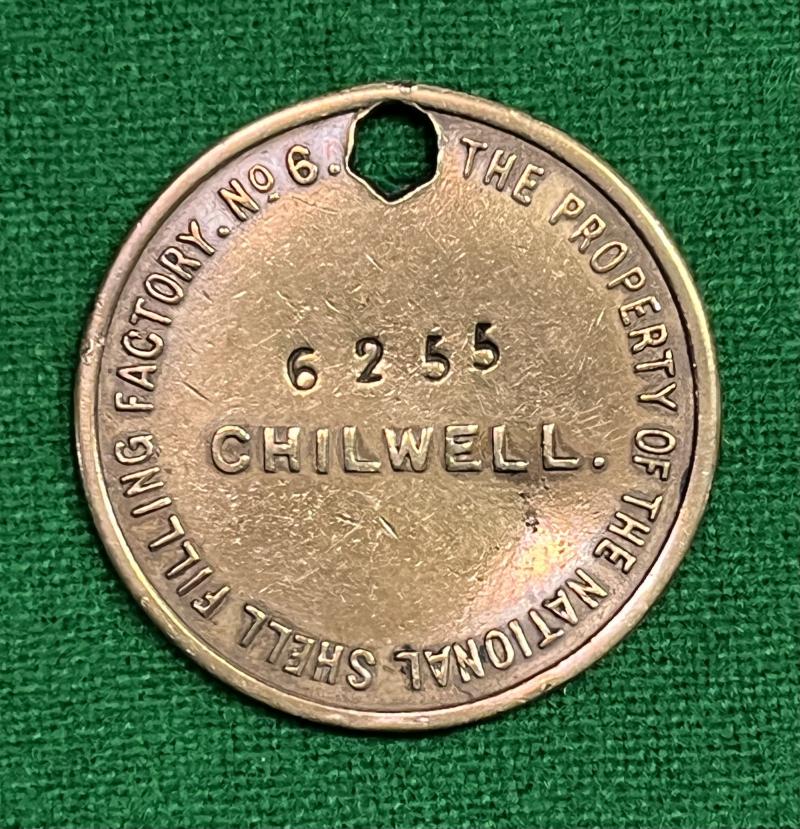 THE PROPERTY OF THE NATIONAL SHELL FILLING FACTORY. No 6.
6255
CHILWELL.